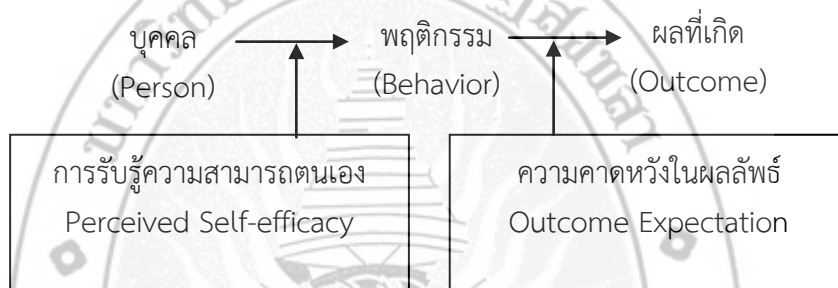 บุคคล พฤติกรรม ผลที่เกิด
(Person) (Behavior) (Outcome)
การรับรู้ความสามารถตนเอง ความคาดหวังในผลลัพธ์
Perceived Self-efficacy Outcome Expectation